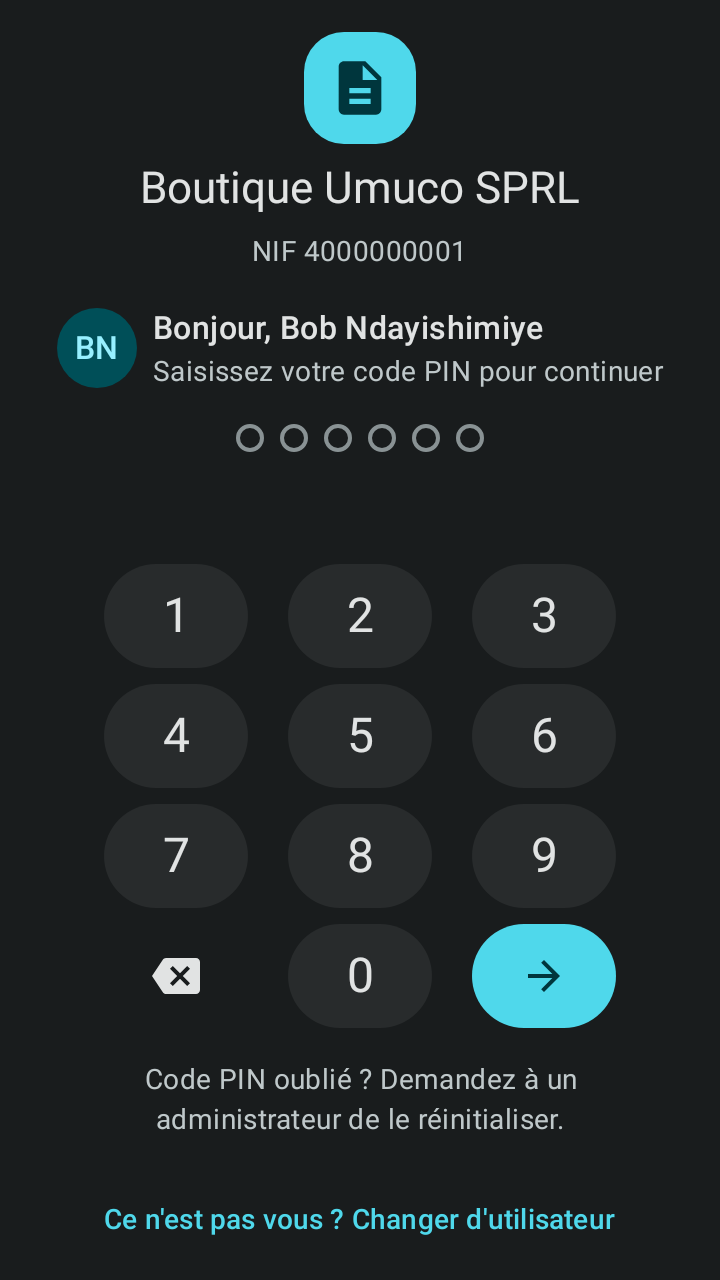 Boutique Umuco SPRL
NIF 4000000001
BN
Bonjour, Bob Ndayishimiye
Saisissez votre code PIN pour continuer
1 2 3
4 5 6
7 8 9
0
Code PIN oublié ? Demandez à un
administrateur de le réinitialiser.
Ce n'est pas vous ? Changer d'utilisateur